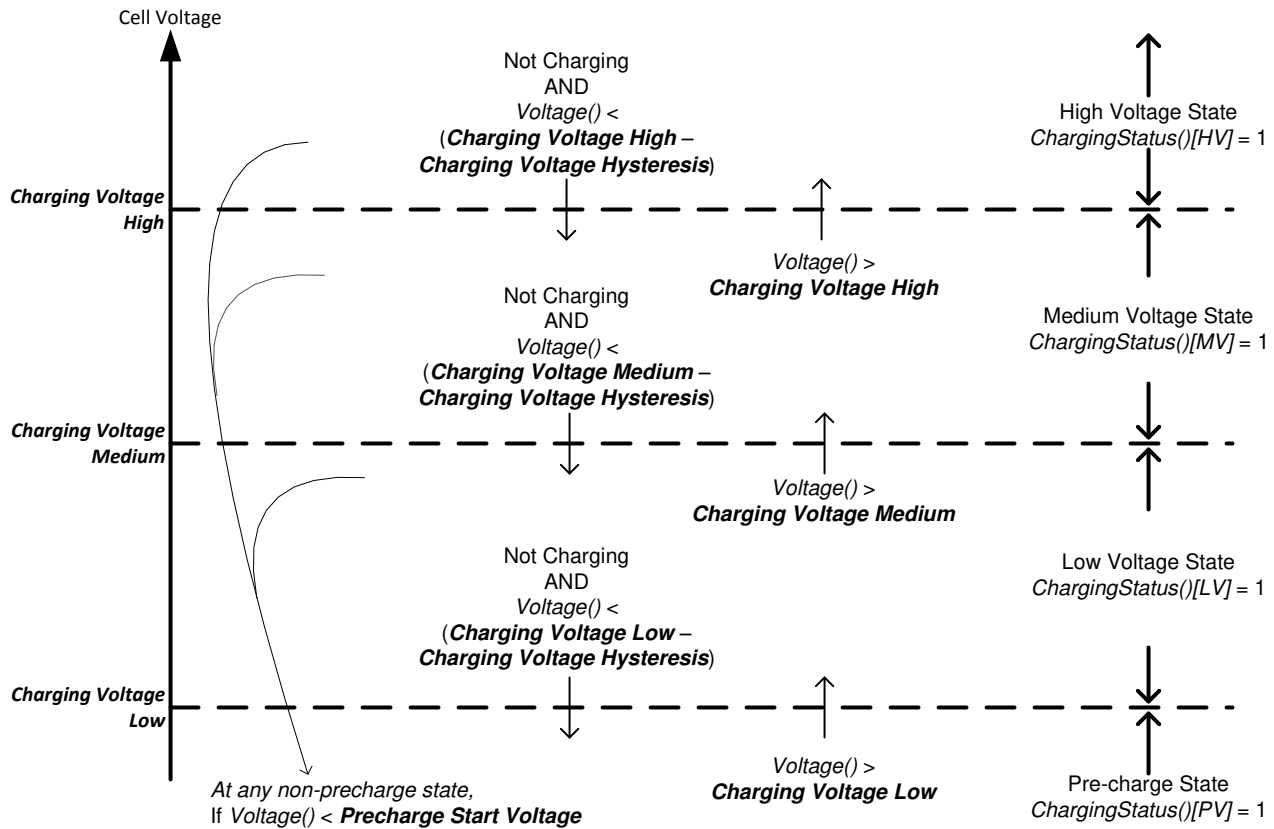 Cell Voltage
Not Charging
AND
Voltage() <
(Charging Voltage High –
Charging Voltage Hysteresis)
High Voltage State
ChargingStatus()[HV] = 1
Charging Voltage
High
Voltage() >
Charging Voltage High
Not Charging
AND
Voltage() <
(Charging Voltage Medium –
Charging Voltage Hysteresis)
Medium Voltage State
ChargingStatus()[MV] = 1
Charging Voltage
Medium
Voltage() >
Charging Voltage Medium
Not Charging
AND
Voltage() <
(Charging Voltage Low –
Charging Voltage Hysteresis)
Low Voltage State
ChargingStatus()[LV] = 1
Charging Voltage
Low
Voltage() >
Charging Voltage Low
Pre-charge State
ChargingStatus()[PV] = 1
At any non-precharge state,
If Voltage() < Precharge Start Voltage